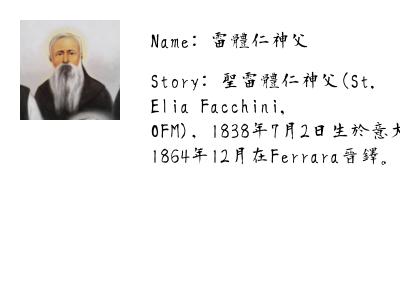 Name: 雷體仁神父
Story: 聖雷體仁神父(St.
Elia Facchini,
OFM), 1838年7月2日生於意大
1864年12月在Ferrara晉鐸。